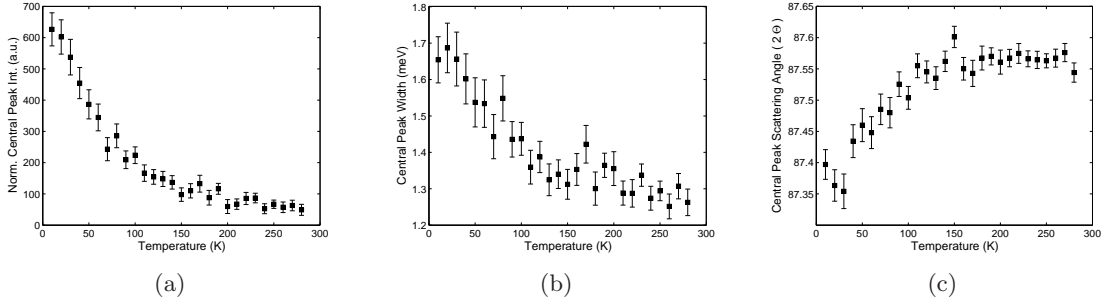 700
600
500
400
300
200
100
0
0 50 100 150 200 250 300
Norm. Central Peak Int. (a.u.)
Temperature (K)
(a)
1.8
1.7
1.6
1.5
1.4
1.3
1.2
0 50 100 150 200 250 300
Central Peak Width (meV)
Temperature (K)
(b)
87.65
87.6
87.55
87.5
87.45
87.4
87.35
0 50 100 150 200 250 300
Central Peak Scattering Angle ( 2 Θ )
Temperature (K)
(c)